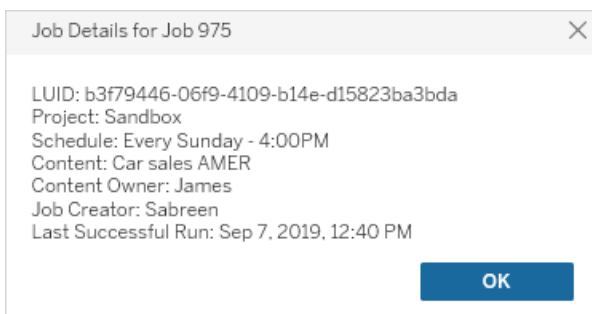 Job Details for Job 975
LUID: b3f79446-06f9-4109-b14e-d15823ba3bda
Project: Sandbox
Schedule: Every Sunday - 4:00PM
Content: Car sales AMER
Content Owner: James
Job Creator: Sabreen
Last Successful Run: Sep 7, 2019, 12:40 PM
OK